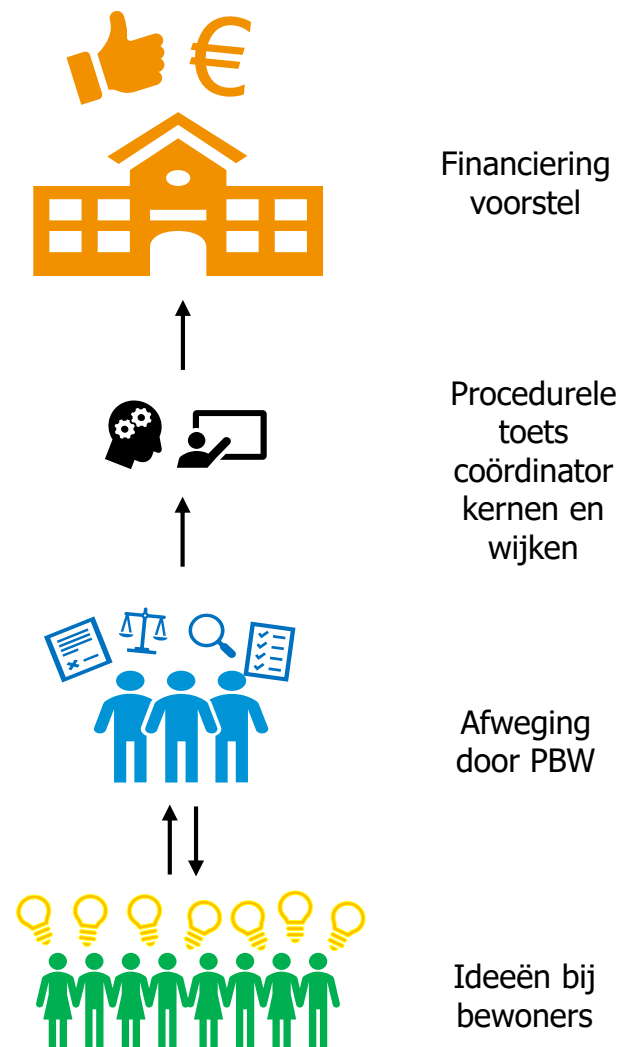 €
Financiering
voorstel
Procedurele
toets
coördinator
kernen en
wijken
Afweging
door PBW
Ideeën bij
bewoners